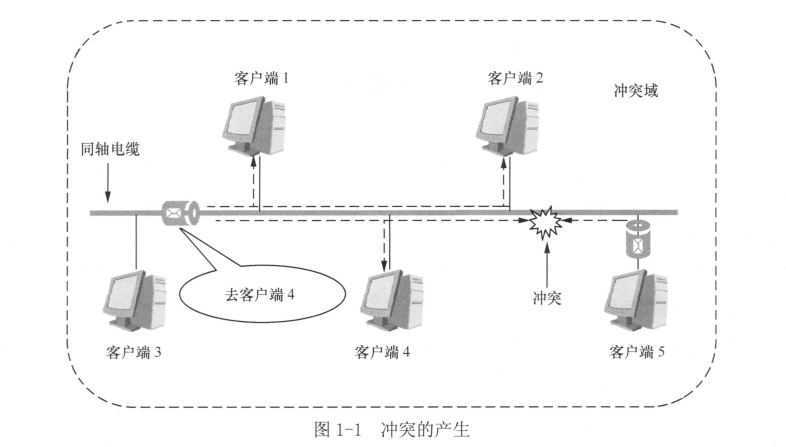 客户端 1
客户端 2
冲突域
同轴电缆
去客户端 4
冲突
客户端 3
客户端 4
客户端 5
图 1-1 冲突的产生